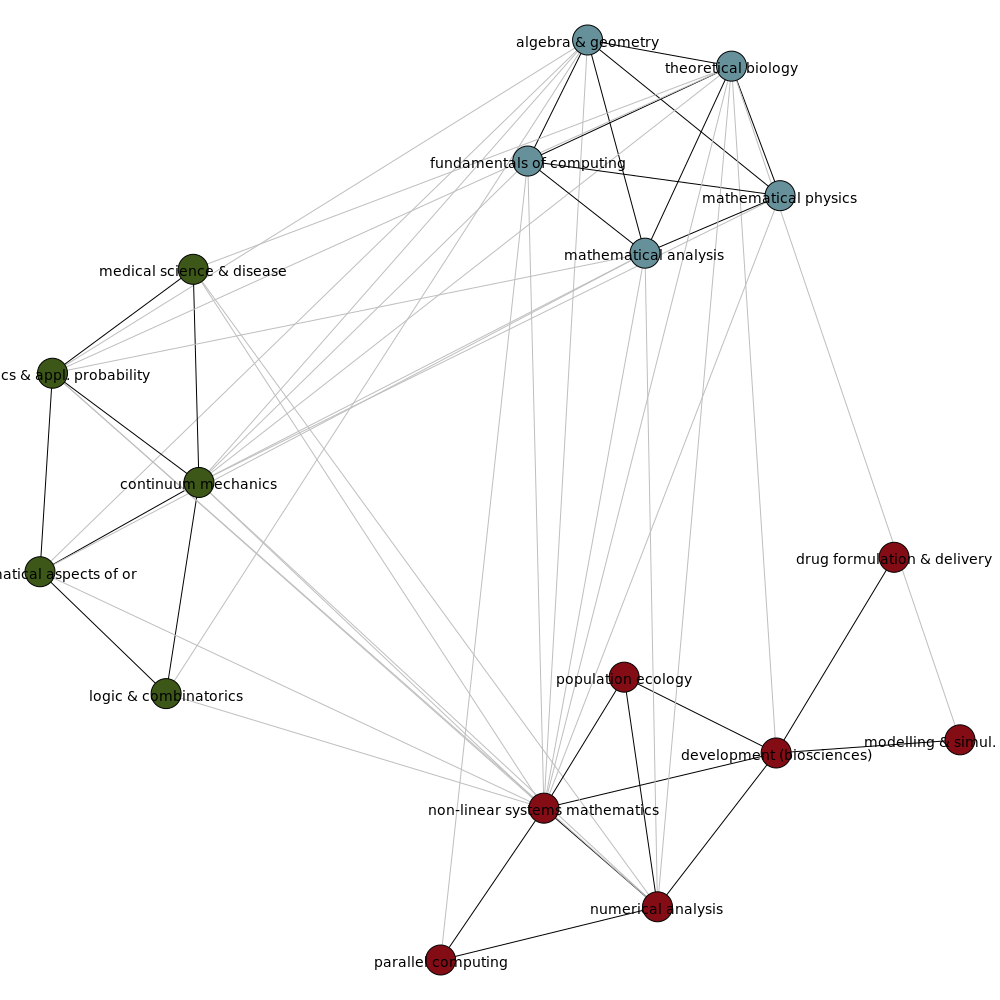 algebra & geometry
theoretical biology
fundamentals of computing
mathematical physics
mathematical analysis
medical science & disease
cs & appl. probability
continuum mechanics
drug formulation & delivery
atical aspects of or
population ecology
logic & combinatorics
modelling & simul.
development (biosciences)
non-linear systems mathematics
numerical analysis
parallel computing